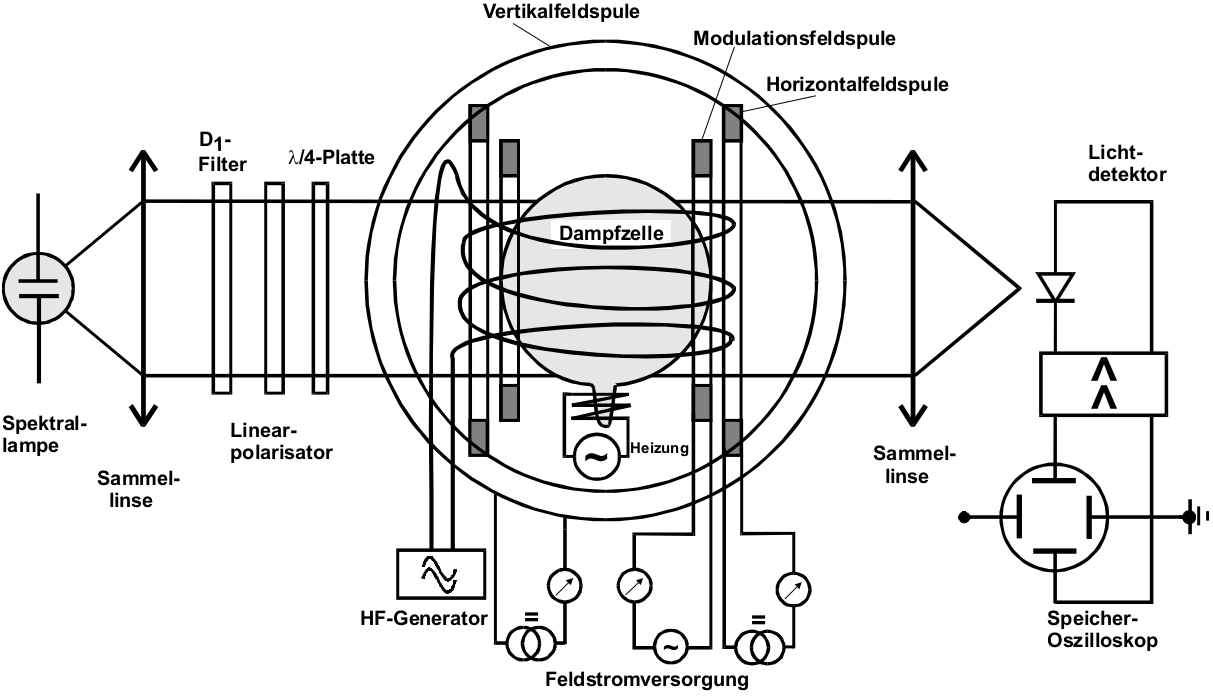 Vertikalfeldspule
Modulationsfeldspule
Horizontalfeldspule
D1-
Filter
λ/4-Platte
Licht-
detektor
Dampfzelle
Spektral-
lampe
Linear-
polarisator
Sammel-
linse
~
Heizung
Sammel-
linse
HF-Generator
=
~
=
Feldstromversorgung
Speicher-
Oszilloskop